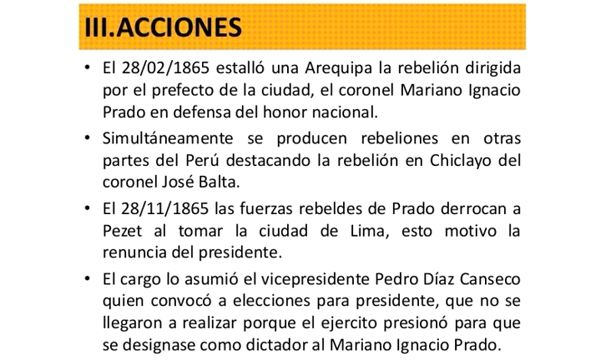 III.ACCIONES
• El 28/02/1865 estalló una Arequipa la rebelión dirigida
por el prefecto de la ciudad, el coronel Mariano Ignacio
Prado en defensa del honor nacional.
• Simultáneamente se producen rebeliones en otras
partes del Perú destacando la rebelión en Chiclayo del
coronel José Balta.
• El 28/11/1865 las fuerzas rebeldes de Prado derrocan a
Pezet al tomar la ciudad de Lima, esto motivo la
renuncia del presidente.
• El cargo lo asumió el vicepresidente Pedro Díaz Canseco
quien convocó a elecciones para presidente, que no se
llegaron a realizar porque el ejercito presionó para que
se designase como dictador al Mariano Ignacio Prado.